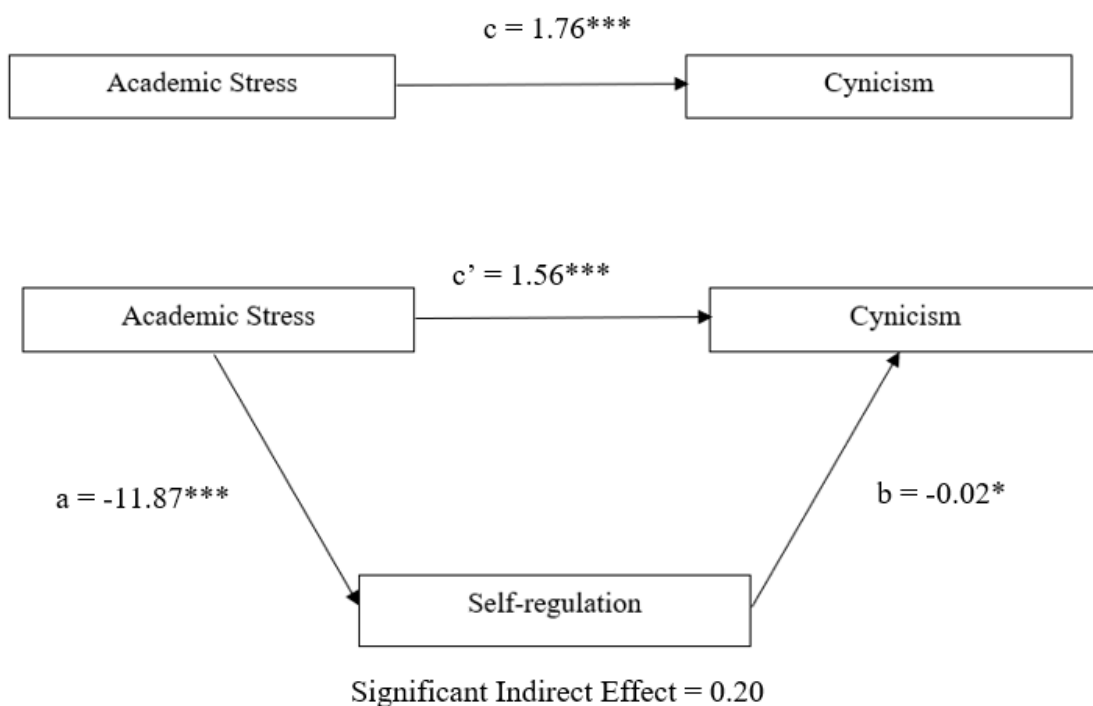 c = 1.76***
Academic Stress
Cynicism
c’ = 1.56***
Academic Stress
Cynicism
a = -11.87***
b = -0.02*
Self-regulation
Significant Indirect Effect = 0.20